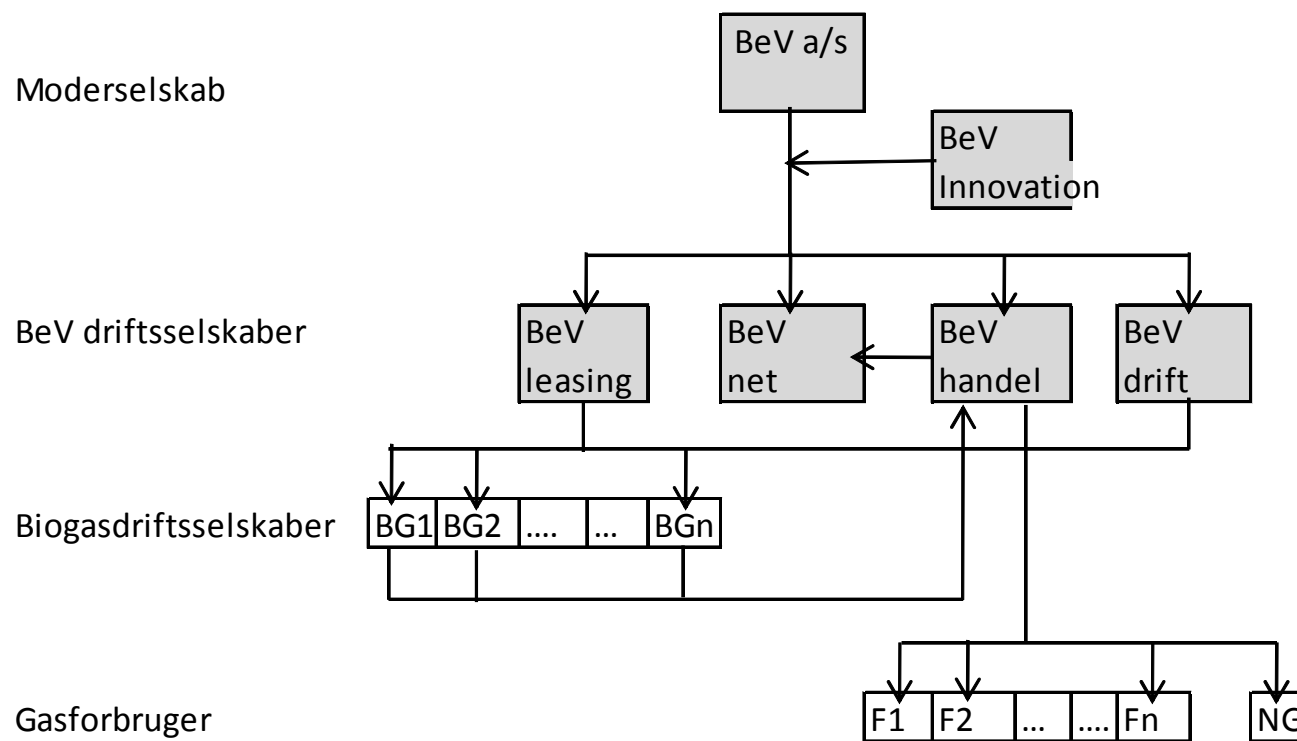 BeV a/s
Moderselskab
BeV
Innovation
BeV driftsselskaber
BeV
leasing
BeV
net
BeV
handel
BeV
drift
Biogasdriftsselskaber
BG1
BG2
....
...
BGn
Gasforbruger
F1
F2
...
....
Fn
NG